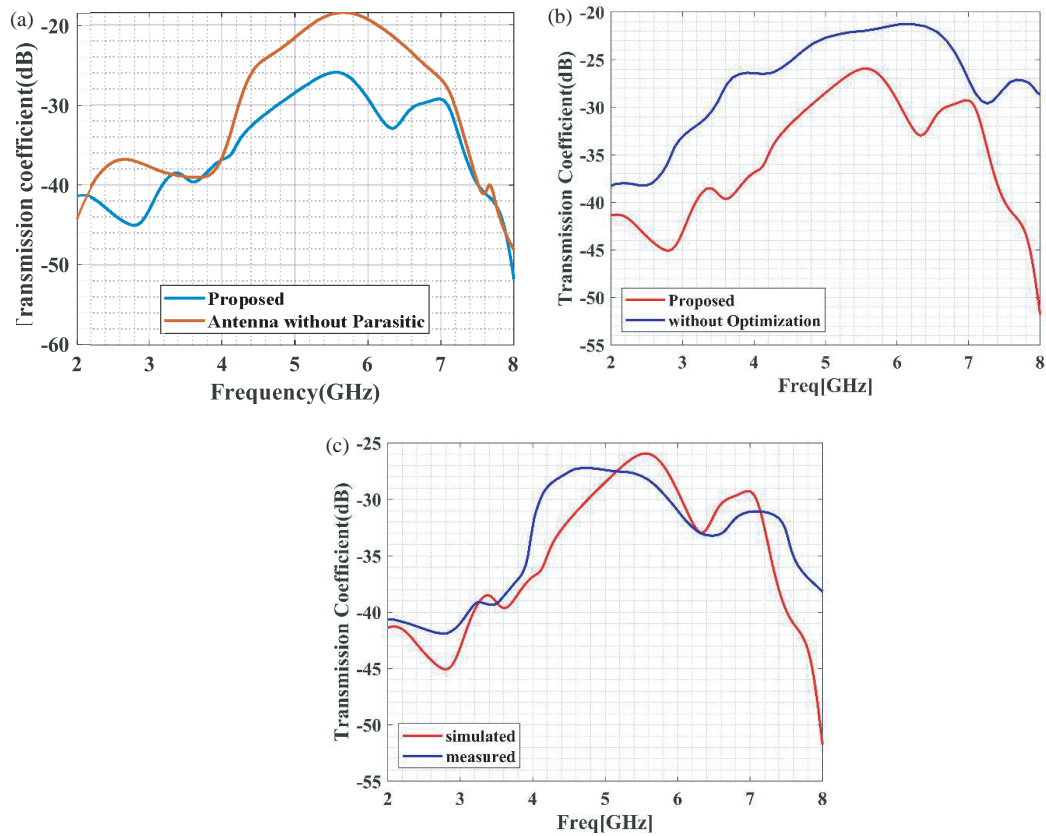 (a)
-20
-30
-40
-50
-60
Transmission coefficient(dB)
Proposed
Antenna without Parasitic
2 3 4 5 6 7 8
Frequency(GHz)
(b)
-20
-25
-30
-35
-40
-45
-50
-55
Transmission Coefficient(dB)
Proposed
without Optimization
2 3 4 5 6 7 8
Freq[GHz]
(c)
-25
-30
-35
-40
-45
-50
-55
Transmission Coefficient(dB)
simulated
measured
2 3 4 5 6 7 8
Freq[GHz]